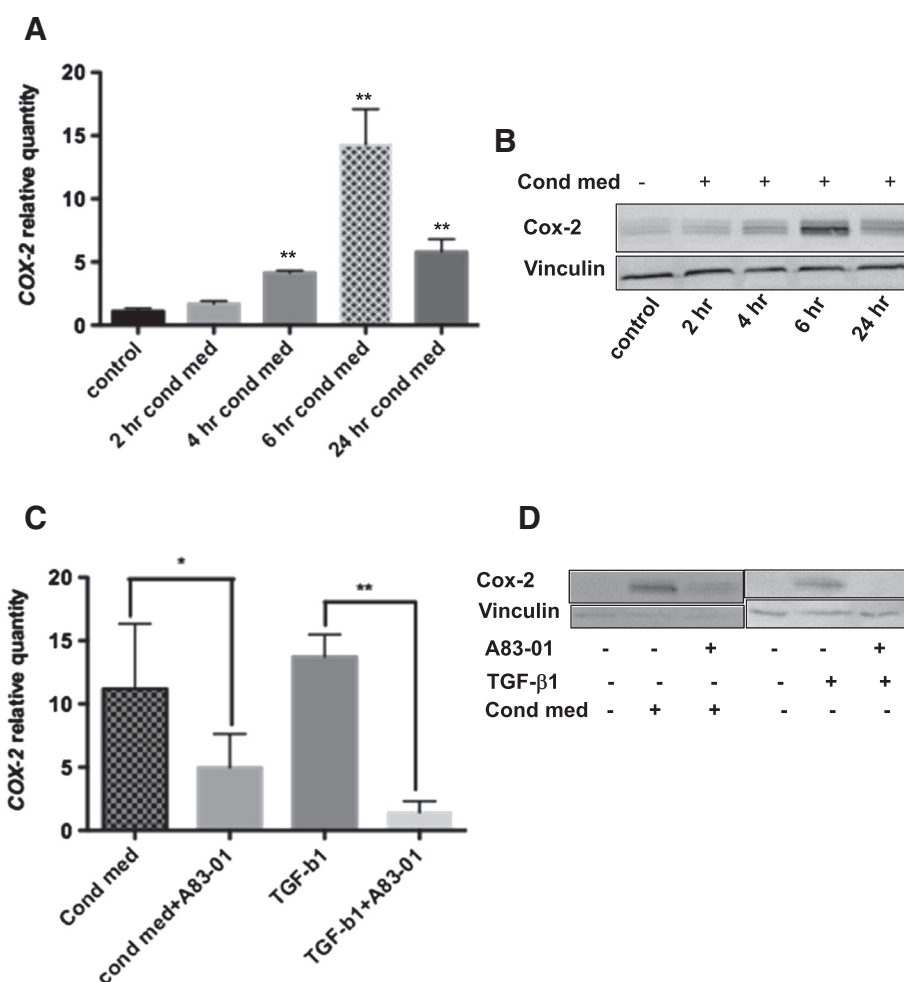 A
COX-2 relative quantity
20
15
10
5
0
**
**
**
control
2 hr cond med
4 hr cond med
6 hr cond med
24 hr cond med
B
Cond med - + + + +
Cox-2
Vinculin
control
2 hr
4 hr
6 hr
24 hr
C
COX-2 relative quantity
20
15
10
5
0
*
**
Cond med
cond med+A83-01
TGF-b1
TGF-b1+A83-01
D
Cox-2
Vinculin
A83-01 - - + - - +
TGF-β1 - - - - + +
Cond med - + + - - -